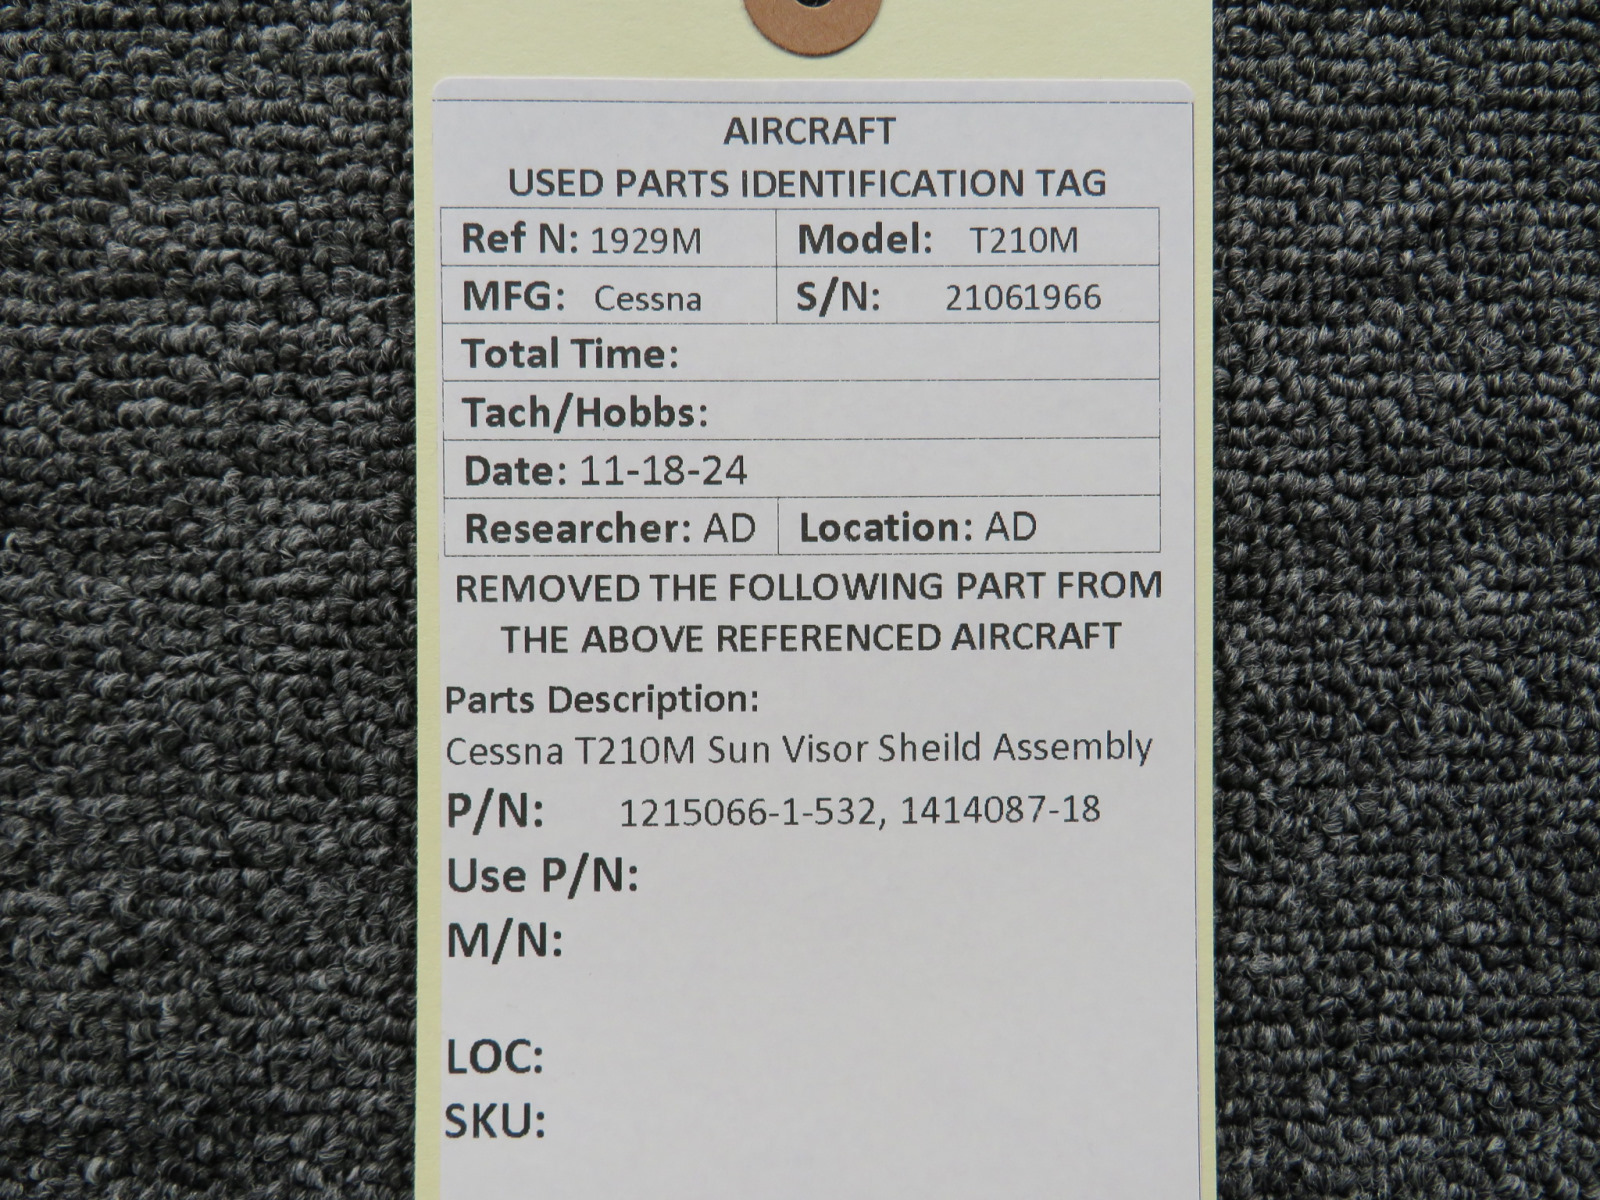 AIRCRAFT
USED PARTS IDENTIFICATION TAG
Ref N: 1929M Model: T210M
MFG: Cessna S/N: 21061966
Total Time:
Tach/Hobbs:
Date: 11-18-24
Researcher: AD Location: AD
REMOVED THE FOLLOWING PART FROM
THE ABOVE REFERENCED AIRCRAFT
Parts Description:
Cessna T210M Sun Visor Sheild Assembly
P/N: 1215066-1-532, 1414087-18
Use P/N:
M/N:
LOC:
SKU: